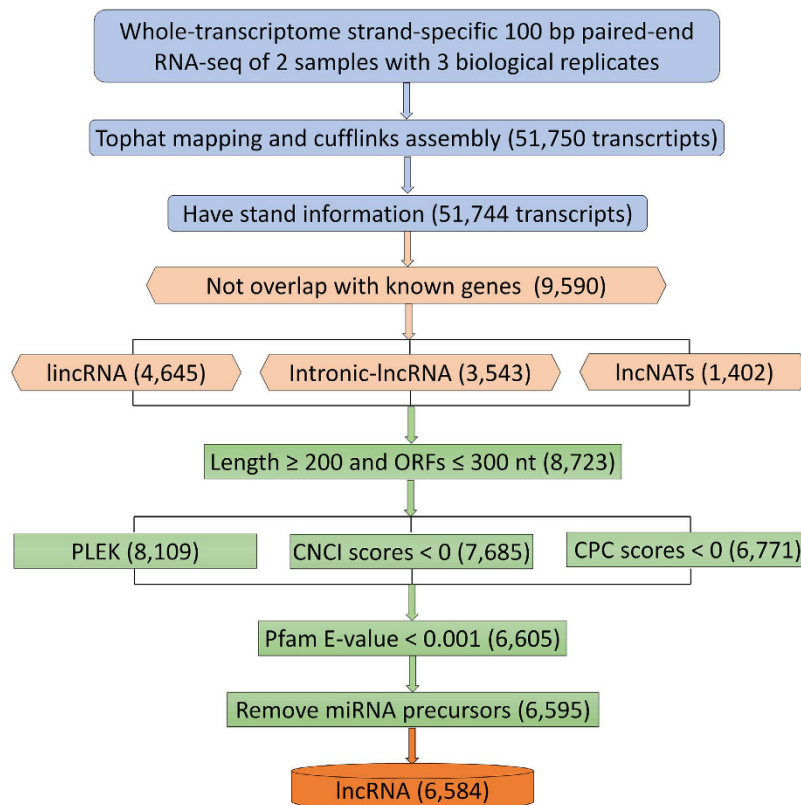 Whole-transcriptome strand-specific 100 bp paired-end
RNA-seq of 2 samples with 3 biological replicates
Tophat mapping and cufflinks assembly (51,750 transcrtipts)
Have stand information (51,744 transcripts)
Not overlap with known genes (9,590)
lincRNA (4,645)
Intronic-lncRNA (3,543)
lncNATs (1,402)
Length ≥ 200 and ORFs ≤ 300 nt (8,723)
PLEK (8,109)
CNCI scores < 0 (7,685)
CPC scores < 0 (6,771)
Pfam E-value < 0.001 (6,605)
Remove miRNA precursors (6,595)
lncRNA (6,584)